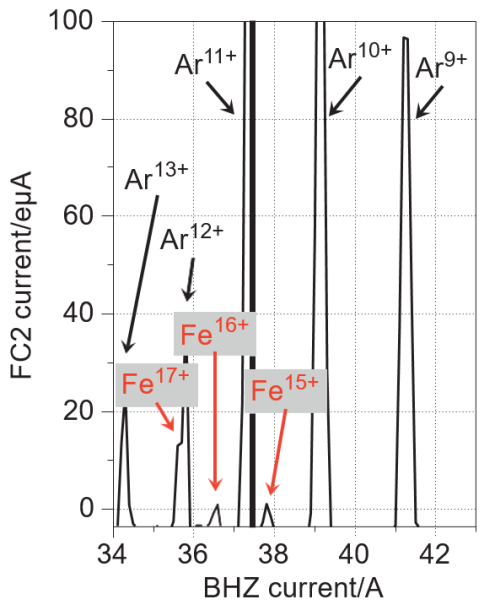 100
80
60
40
20
0
FC2 current/eµA
34
36
38
40
42
BHZ current/A
Ar¹¹⁺
Ar¹⁰⁺
Ar⁹⁺
Ar¹³⁺
Ar¹²⁺
Fe¹⁶⁺
Fe¹⁷⁺
Fe¹⁵⁺